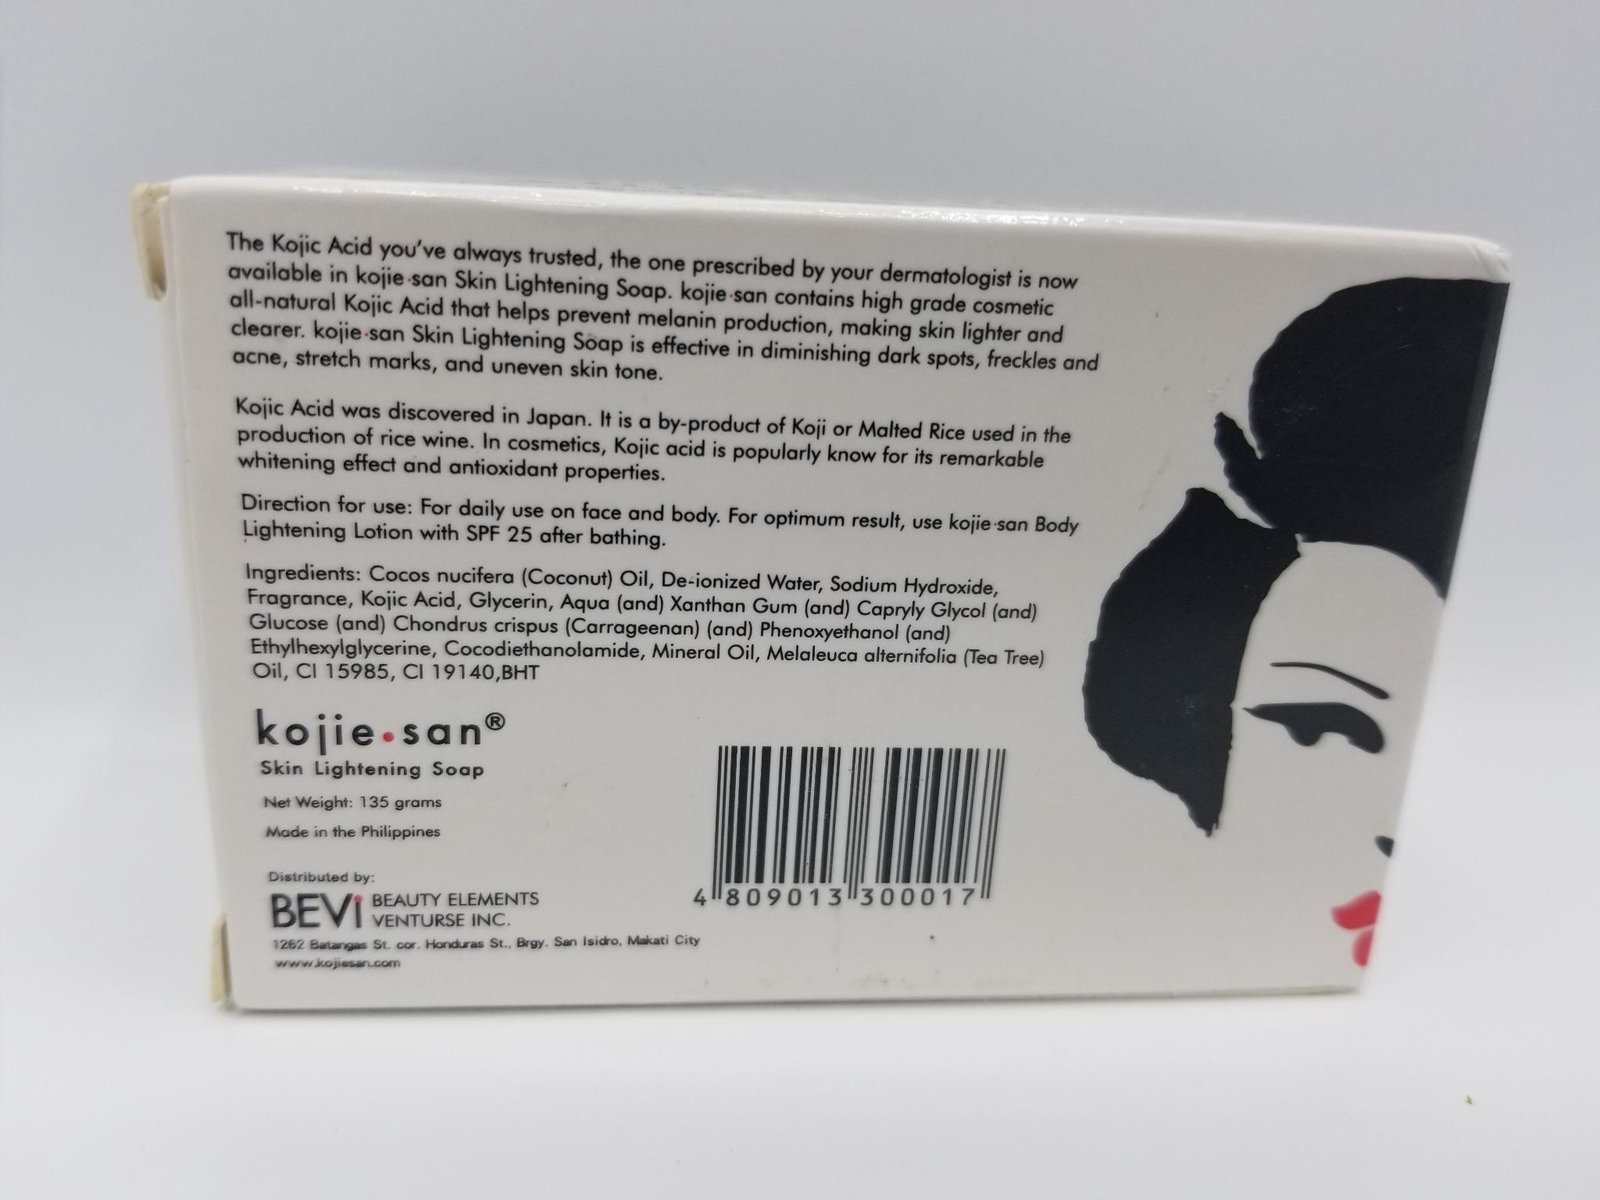 The Kojic Acid you've always trusted, the one prescribed by your dermatologist is now
available in kojie·san Skin Lightening Soap. kojie·san contains high grade cosmetic
all-natural Kojic Acid that helps prevent melanin production, making skin lighter and
clearer. kojie·san Skin Lightening Soap is effective in diminishing dark spots, freckles and
acne, stretch marks, and uneven skin tone.
Kojic Acid was discovered in Japan. It is a by-product of Koji or Malted Rice used in the
production of rice wine. In cosmetics, Kojic acid is popularly know for its remarkable
whitening effect and antioxidant properties.
Direction for use: For daily use on face and body. For optimum result, use kojie·san Body
Lightening Lotion with SPF 25 after bathing.
Ingredients: Cocos nucifera (Coconut) Oil, De-ionized Water, Sodium Hydroxide,
Fragrance, Kojic Acid, Glycerin, Aqua (and) Xanthan Gum (and) Capryly Glycol (and)
Glucose (and) Chondrus crispus (Carrageenan) (and) Phenoxyethanol (and)
Ethylhexylglycerine, Cocodiethanolamide, Mineral Oil, Melaleuca alternifolia (Tea Tree)
Oil, CI 15985, CI 19140,BHT
kojie·san®
Skin Lightening Soap
Net Weight: 135 grams
Made in the Philippines
Distributed by:
BEVi BEAUTY ELEMENTS
VENTURSE INC.
1262 Batangas St. cor. Honduras St., Brgy. San Isidro, Makati City
www.kojiesan.com
4 809013 300017